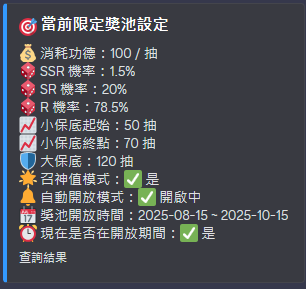 🎯 當前限定獎池設定
💰 消耗功德：100 / 抽
🎲 SSR 機率：1.5%
🎲 SR 機率：20%
🎲 R 機率：78.5%
📈 小保底起始：50 抽
📈 小保底終點：70 抽
🛡️ 大保底：120 抽
🌟 召神值模式：✅ 是
🔔 自動開放模式：✅ 開啟中
📅 獎池開放時間：2025-08-15 ~ 2025-10-15
⏰ 現在是否在開放期間：✅ 是
查詢結果